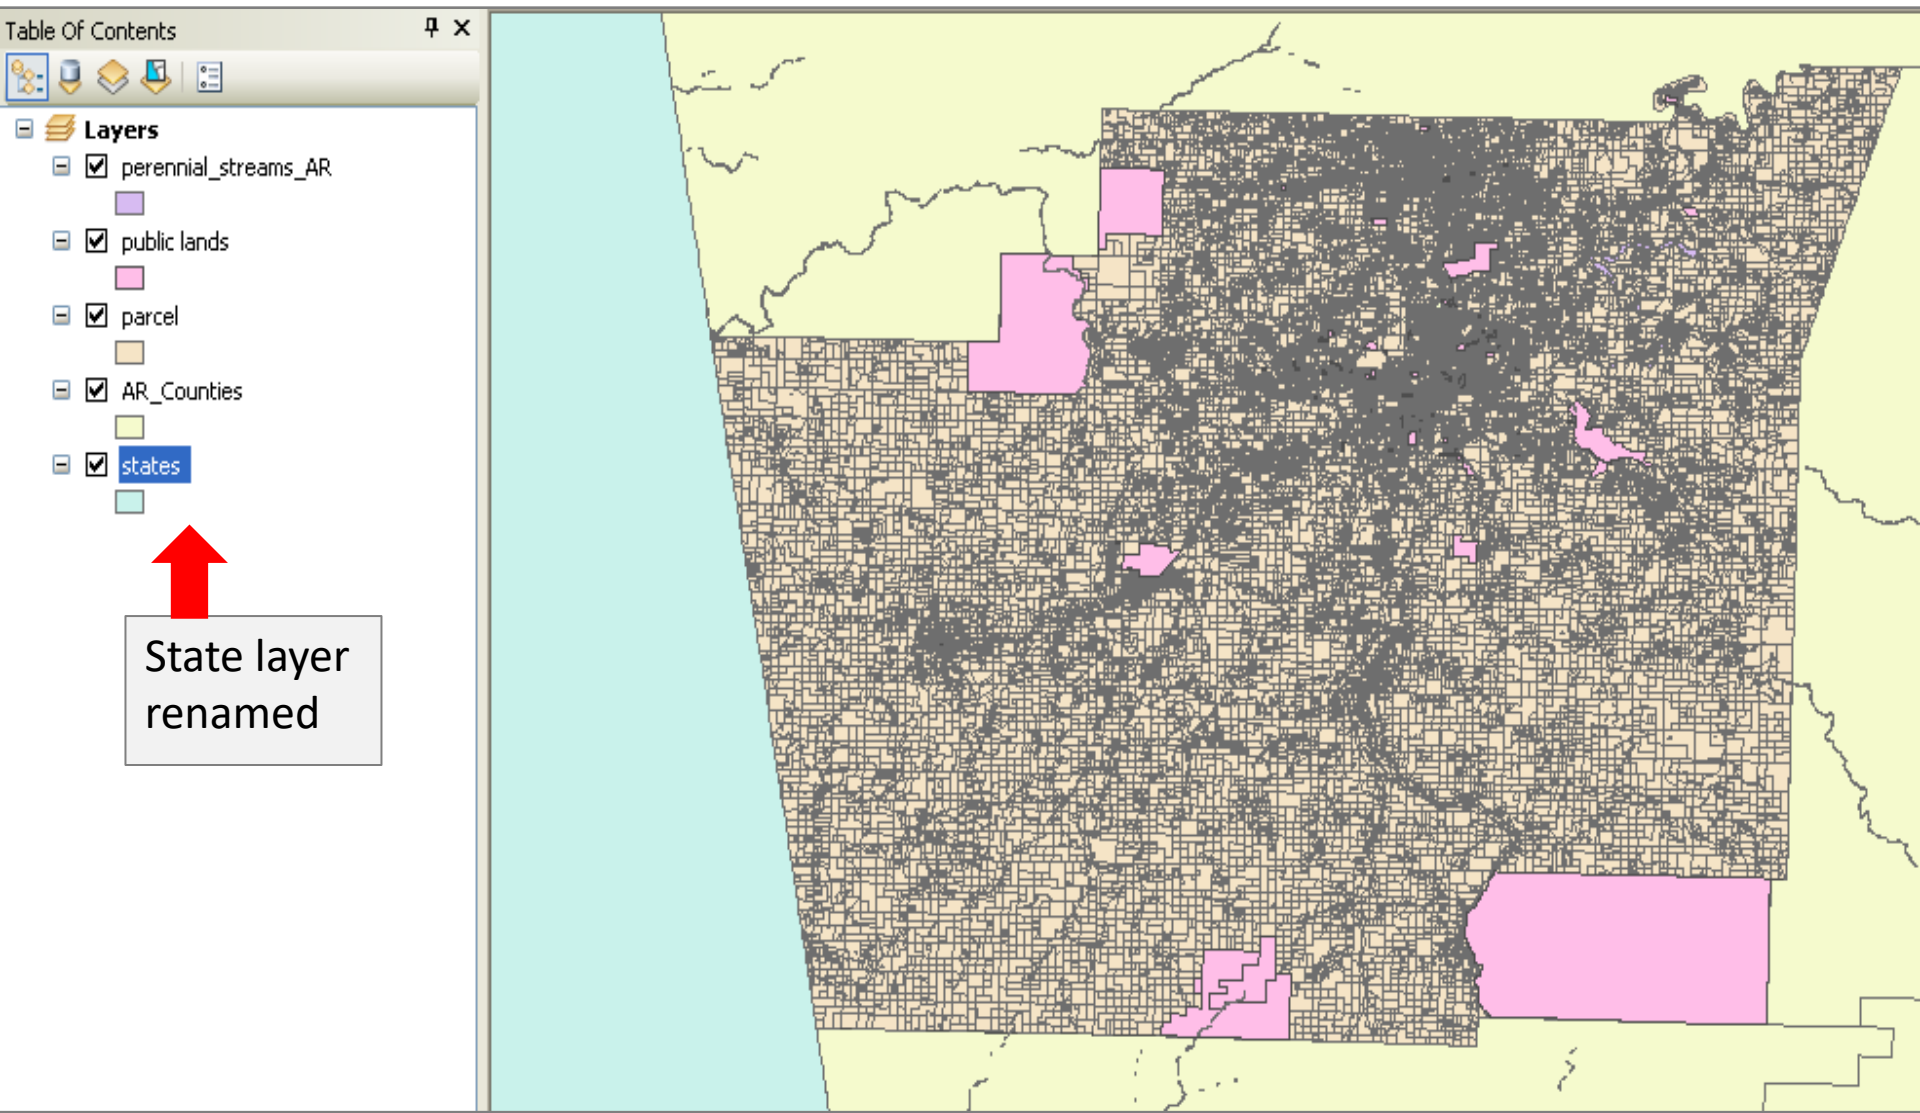 Table Of Contents
Layers
perennial_streams_AR
public lands
parcel
AR_Counties
states
State layer
renamed